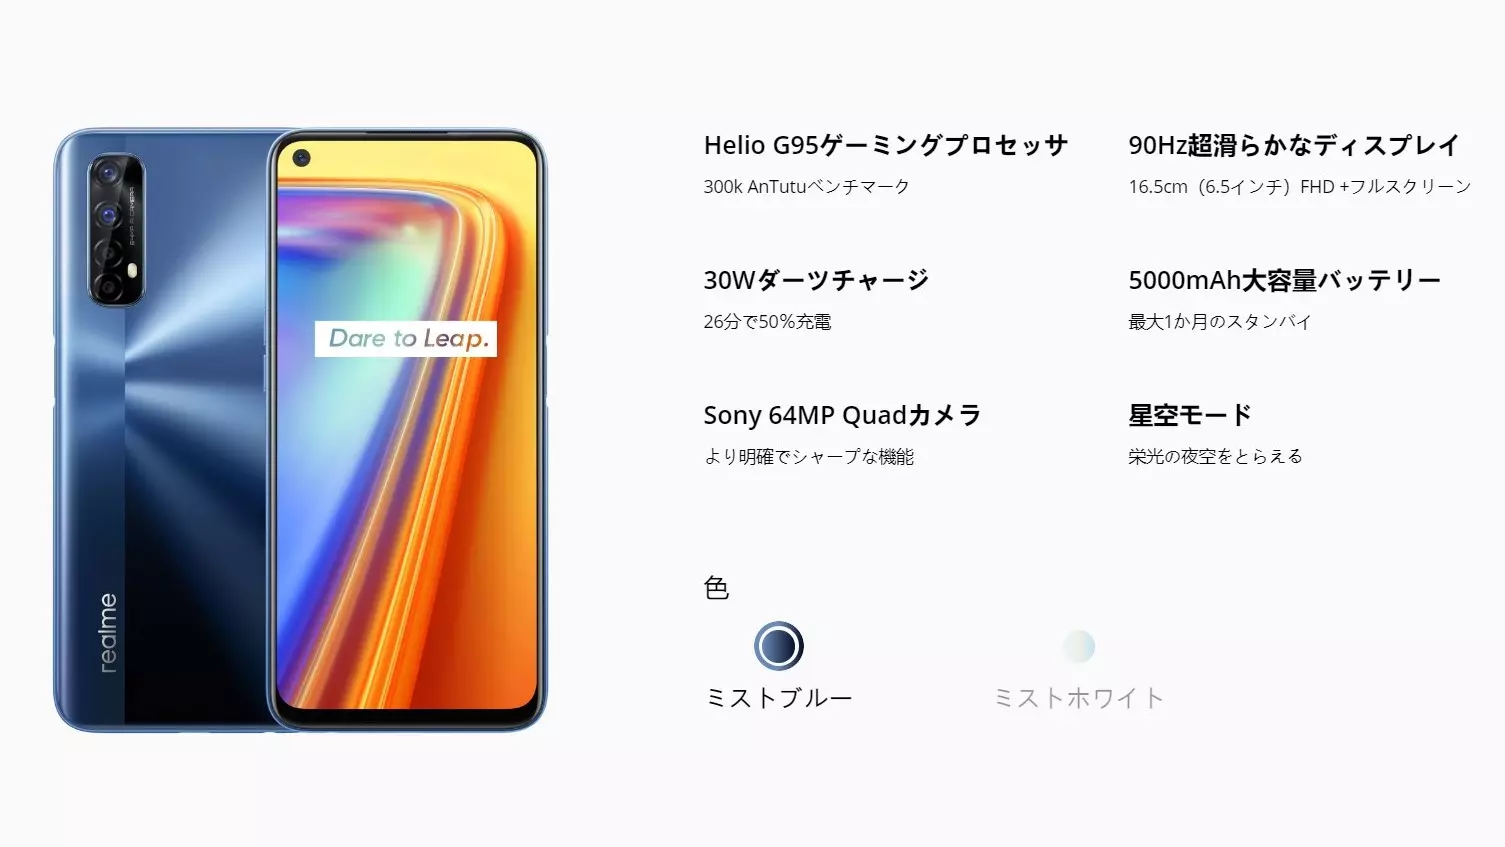 Helio G95ゲーミングプロセッサ
300k AnTutuベンチマーク
90Hz超滑らかなディスプレイ
16.5cm（6.5インチ）FHD +フルスクリーン
30Wダーツチャージ
26分で50%充電
5000mAh大容量バッテリー
最大1か月のスタンバイ
Sony 64MP Quadカメラ
より明確でシャープな機能
星空モード
栄光の夜空をとらえる
色
ミストブルー
ミストホワイト
Dare to Leap.
realme